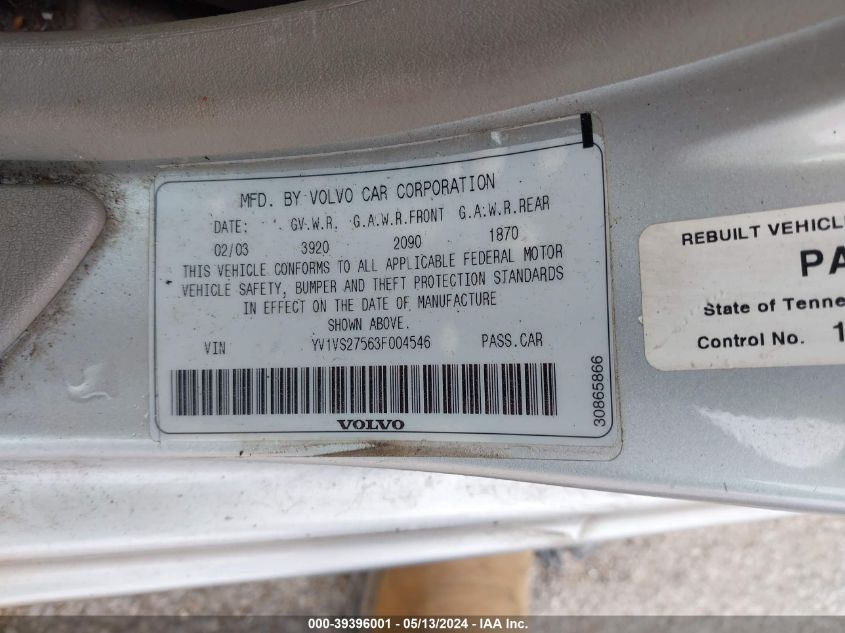 MFD. BY VOLVO CAR CORPORATION
DATE: G.V.W.R. G.A.W.R.FRONT G.A.W.R.REAR
02/03 3920 2090 1870
THIS VEHICLE CONFORMS TO ALL APPLICABLE FEDERAL MOTOR
VEHICLE SAFETY, BUMPER AND THEFT PROTECTION STANDARDS
IN EFFECT ON THE DATE OF MANUFACTURE
SHOWN ABOVE.
VIN YV1VS27563F004546 PASS.CAR
VOLVO
30865866
REBUILT VEHICLE
PA
State of Tenne
Control No. 1
000-39396001 - 05/13/2024 - IAA Inc.